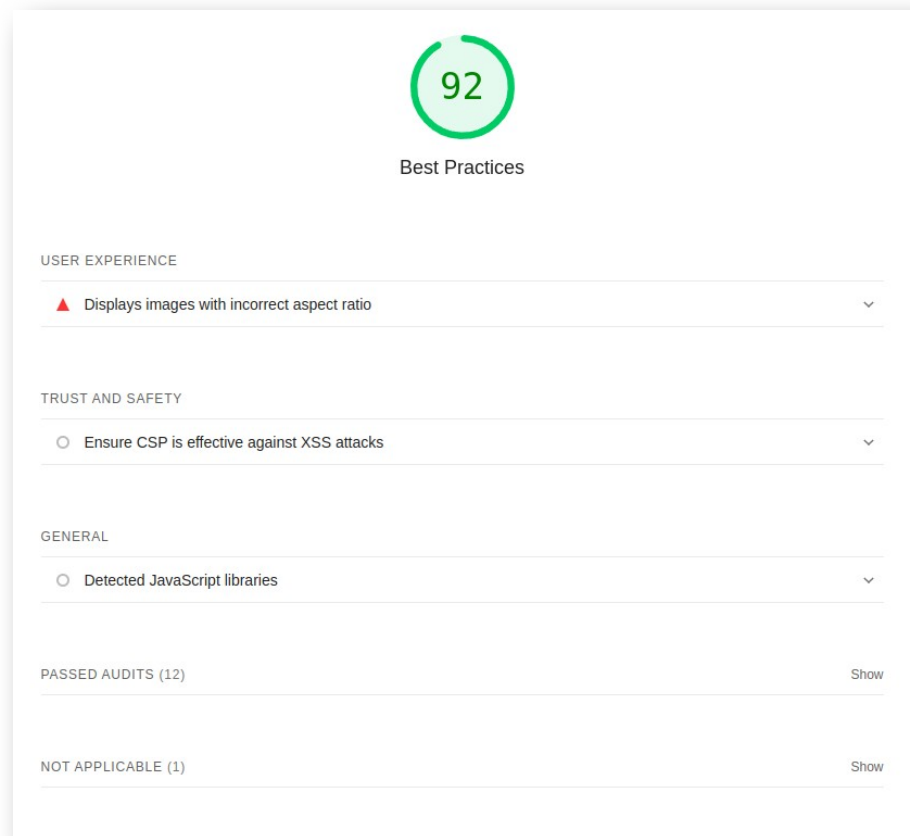 92
Best Practices
USER EXPERIENCE
Displays images with incorrect aspect ratio
TRUST AND SAFETY
Ensure CSP is effective against XSS attacks
GENERAL
Detected JavaScript libraries
PASSED AUDITS (12) Show
NOT APPLICABLE (1) Show